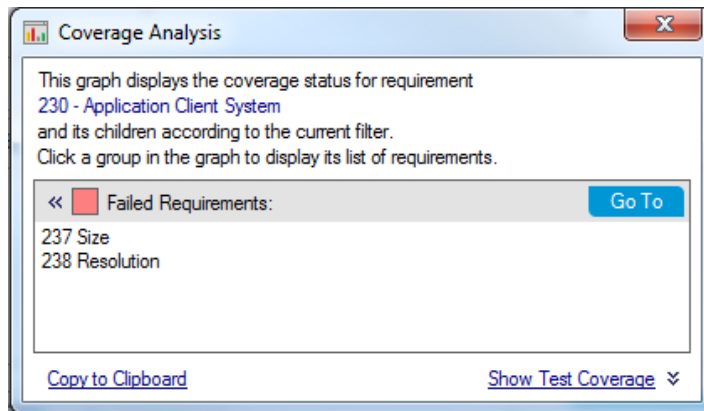 Coverage Analysis
This graph displays the coverage status for requirement
230 - Application Client System
and its children according to the current filter.
Click a group in the graph to display its list of requirements.
Failed Requirements:
Go To
237 Size
238 Resolution
Copy to Clipboard
Show Test Coverage